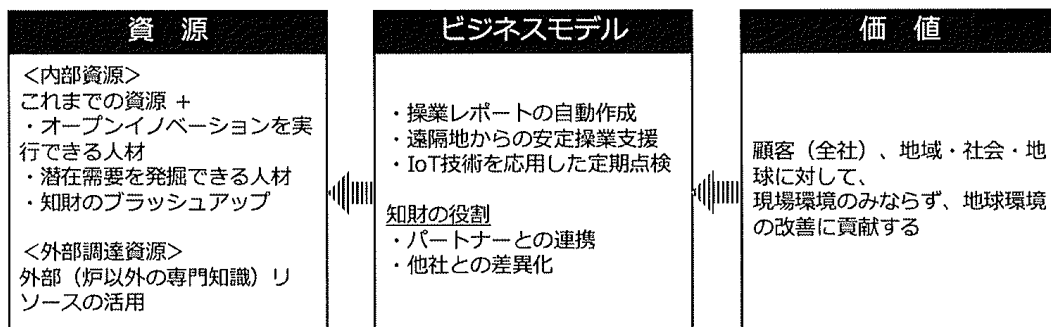 資 源
<内部資源>
これまでの資源 +
・オープンイノベーションを実
行できる人材
・潜在需要を発掘できる人材
・知財のブラッシュアップ
<外部調達資源>
外部（炉以外の専門知識）リ
ソースの活用
ビジネスモデル
・操業レポートの自動作成
・遠隔地からの安定操業支援
・IoT技術を応用した定期点検
知財の役割
・パートナーとの連携
・他社との差異化
価 値
顧客（全社）、地域・社会・地
球に対して、
現場環境のみならず、地球環境
の改善に貢献する